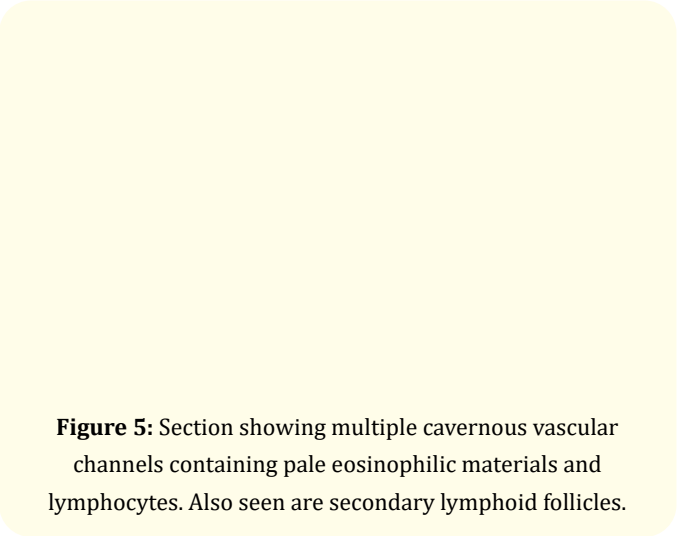 Figure 5: Section showing multiple cavernous vascular
channels containing pale eosinophilic materials and
lymphocytes. Also seen are secondary lymphoid follicles.